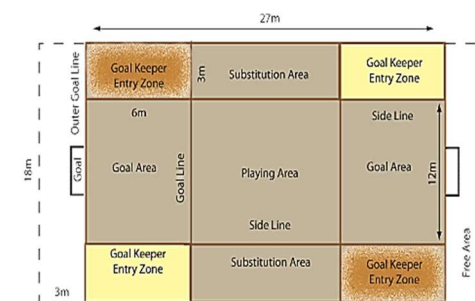 27m
Outer Goal Line
Goal Keeper
Entry Zone
3m
Substitution Area
Goal Keeper
Entry Zone
6m
Side Line
18m
Goal
Goal Area
Goal Line
Playing Area
Goal Area
12m
Side Line
Free Area
Goal Keeper
Entry Zone
Substitution Area
Goal Keeper
Entry Zone
3m